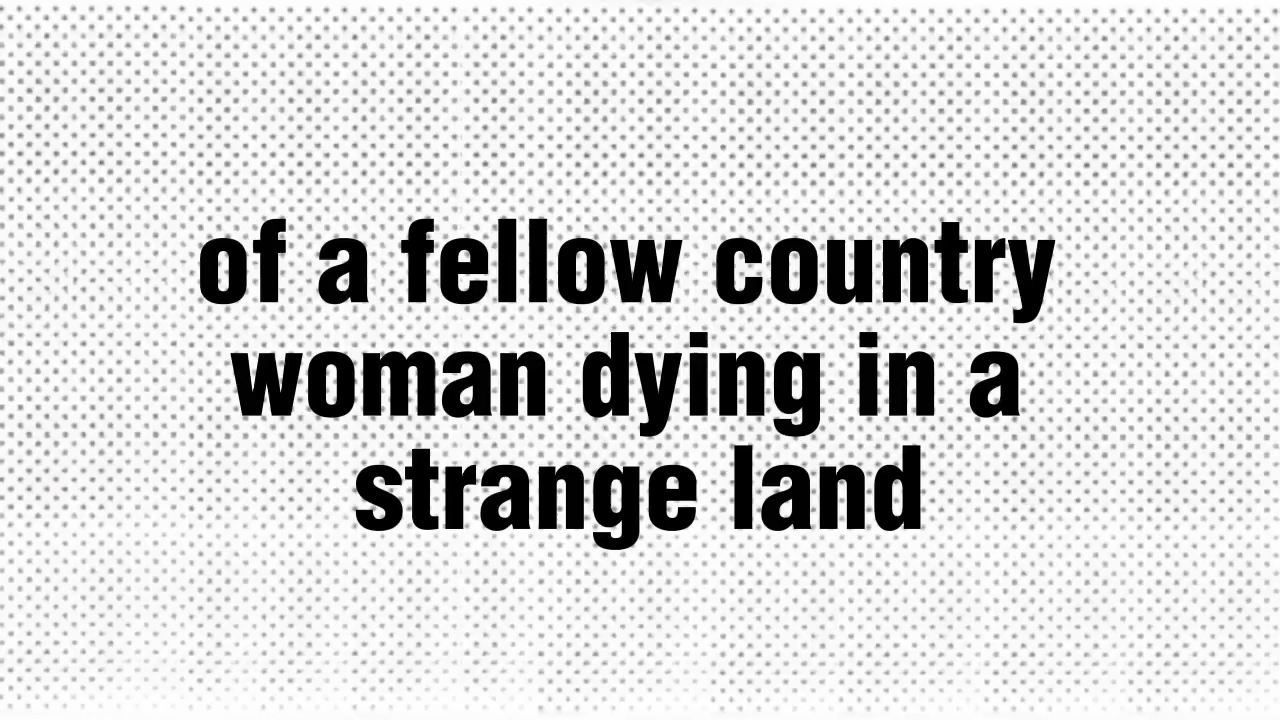 of a fellow country
woman dying in a
strange land